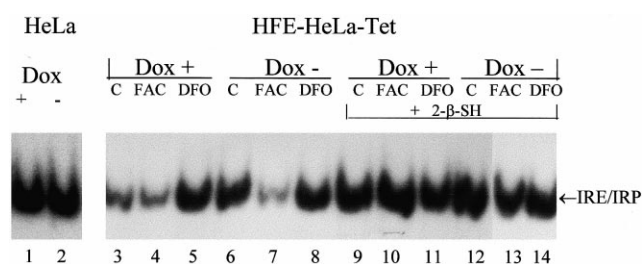 HeLa HFE-HeLa-Tet
Dox Dox + Dox - Dox + Dox –
+ - C FAC DFO C FAC DFO C FAC DFO C FAC DFO
+ 2-β-SH
←IRE/IRP
1 2 3 4 5 6 7 8 9 10 11 12 13 14